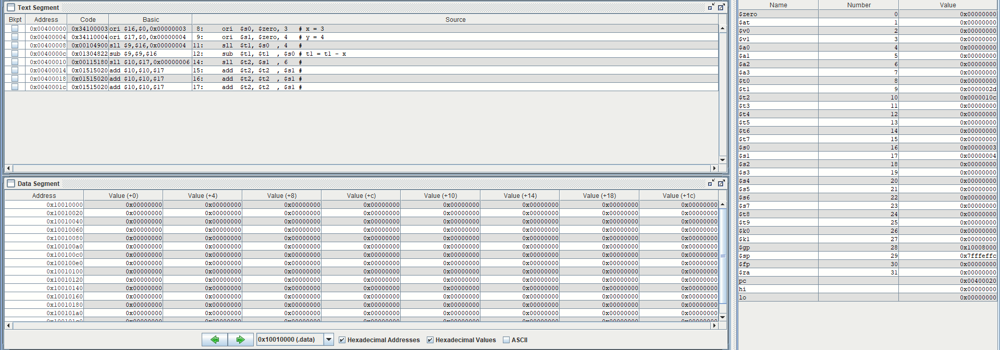 Text Segment
Bkpt Address Code Basic Source
0x00400000 0x34100003 ori $16,$0,0x00000003 8: ori $s0, $zero, 3 # x = 3
0x00400004 0x34110004 ori $17,$0,0x00000004 9: ori $s1, $zero, 4 # y = 4
0x00400008 0x00104900 sll $9,$16,0x00000004 11: sll $t1, $s0 , 4 #
0x0040000c 0x01304822 sub $9,$9,$16 12: sub $t1, $t1 , $s0 # t1 = t1 - x
0x00400010 0x00115180 sll $10,$17,0x00000006 14: sll $t2, $s1 , 6 #
0x00400014 0x01515020 add $10,$10,$17 15: add $t2, $t2 , $s1 #
0x00400018 0x01515020 add $10,$10,$17 16: add $t2, $t2 , $s1 #
0x0040001c 0x01515020 add $10,$10,$17 17: add $t2, $t2 , $s1 #
Data Segment
Address Value (+0) Value (+4) Value (+8) Value (+c) Value (+10) Value (+14) Value (+18) Value (+1c)
0x10010000 0x00000000 0x00000000 0x00000000 0x00000000 0x00000000 0x00000000 0x00000000 0x00000000
0x10010020 0x00000000 0x00000000 0x00000000 0x00000000 0x00000000 0x00000000 0x00000000 0x00000000
0x10010040 0x00000000 0x00000000 0x00000000 0x00000000 0x00000000 0x00000000 0x00000000 0x00000000
0x10010060 0x00000000 0x00000000 0x00000000 0x00000000 0x00000000 0x00000000 0x00000000 0x00000000
0x10010080 0x00000000 0x00000000 0x00000000 0x00000000 0x00000000 0x00000000 0x00000000 0x00000000
0x100100a0 0x00000000 0x00000000 0x00000000 0x00000000 0x00000000 0x00000000 0x00000000 0x00000000
0x100100c0 0x00000000 0x00000000 0x00000000 0x00000000 0x00000000 0x00000000 0x00000000 0x00000000
0x100100e0 0x00000000 0x00000000 0x00000000 0x00000000 0x00000000 0x00000000 0x00000000 0x00000000
0x10010100 0x00000000 0x00000000 0x00000000 0x00000000 0x00000000 0x00000000 0x00000000 0x00000000
0x10010120 0x00000000 0x00000000 0x00000000 0x00000000 0x00000000 0x00000000 0x00000000 0x00000000
0x10010140 0x00000000 0x00000000 0x00000000 0x00000000 0x00000000 0x00000000 0x00000000 0x00000000
0x10010160 0x00000000 0x00000000 0x00000000 0x00000000 0x00000000 0x00000000 0x00000000 0x00000000
0x10010180 0x00000000 0x00000000 0x00000000 0x00000000 0x00000000 0x00000000 0x00000000 0x00000000
0x100101a0 0x00000000 0x00000000 0x00000000 0x00000000 0x00000000 0x00000000 0x00000000 0x00000000
0x10010000 (.data) Hexadecimal Addresses Hexadecimal Values ASCII
Name Number Value
$zero 0 0x00000000
$at 1 0x00000000
$v0 2 0x00000000
$v1 3 0x00000000
$a0 4 0x00000000
$a1 5 0x00000000
$a2 6 0x00000000
$a3 7 0x00000000
$t0 8 0x00000000
$t1 9 0x0000002d
$t2 10 0x0000010c
$t3 11 0x00000000
$t4 12 0x00000000
$t5 13 0x00000000
$t6 14 0x00000000
$t7 15 0x00000000
$s0 16 0x00000003
$s1 17 0x00000004
$s2 18 0x00000000
$s3 19 0x00000000
$s4 20 0x00000000
$s5 21 0x00000000
$s6 22 0x00000000
$s7 23 0x00000000
$t8 24 0x00000000
$t9 25 0x00000000
$k0 26 0x00000000
$k1 27 0x00000000
$gp 28 0x10008000
$sp 29 0x7fffeffc
$fp 30 0x00000000
$ra 31 0x00000000
pc 0x00400020
hi 0x00000000
lo 0x00000000